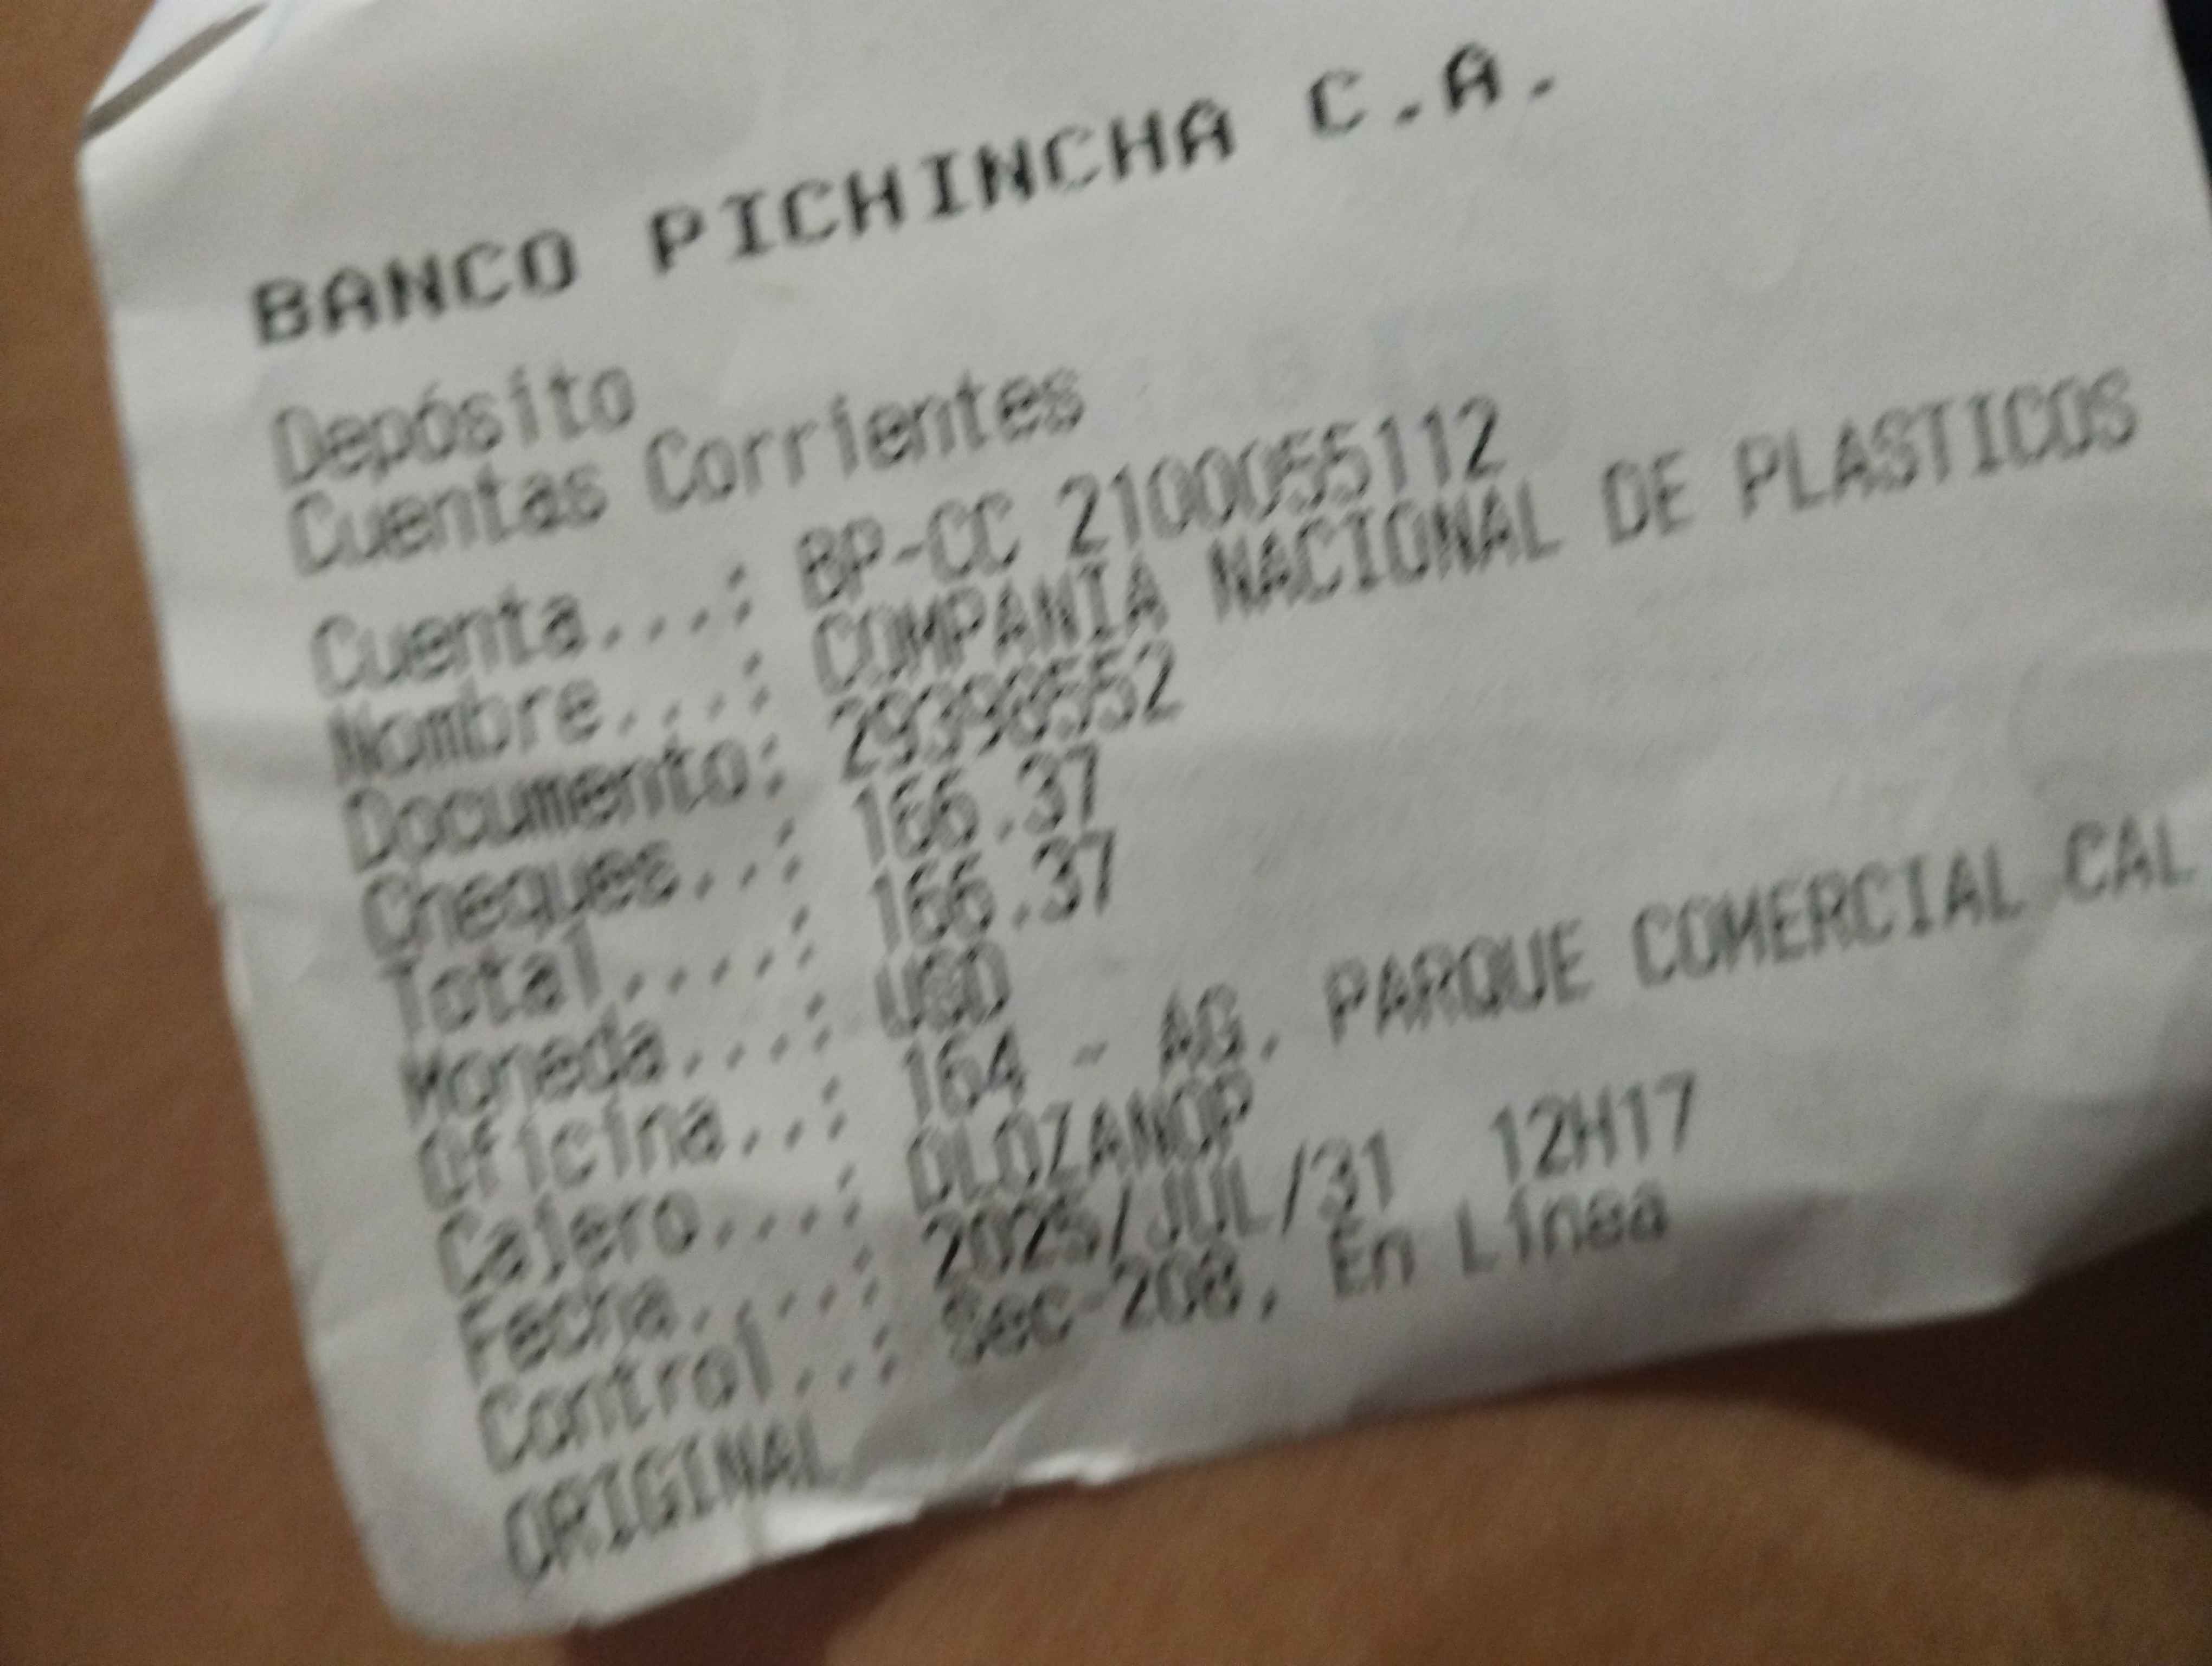 BANCO PICHINCHA C.A.
Depósito
Cuentas Corrientes
Cuenta...: BP-CC 2100055112
Nombre...: COMPANIA NACIONAL DE PLASTICOS
Documento: 29398552
Cheques..: 166.37
Total....: 166.37
Moneda...: USD
Oficina..: 164 - AG. PARQUE COMERCIAL CAL
Cajero...: DLOZANOP
Fecha....: 2025/JUL/31 12H17
Control..: Sec-208, En Línea
ORIGINAL